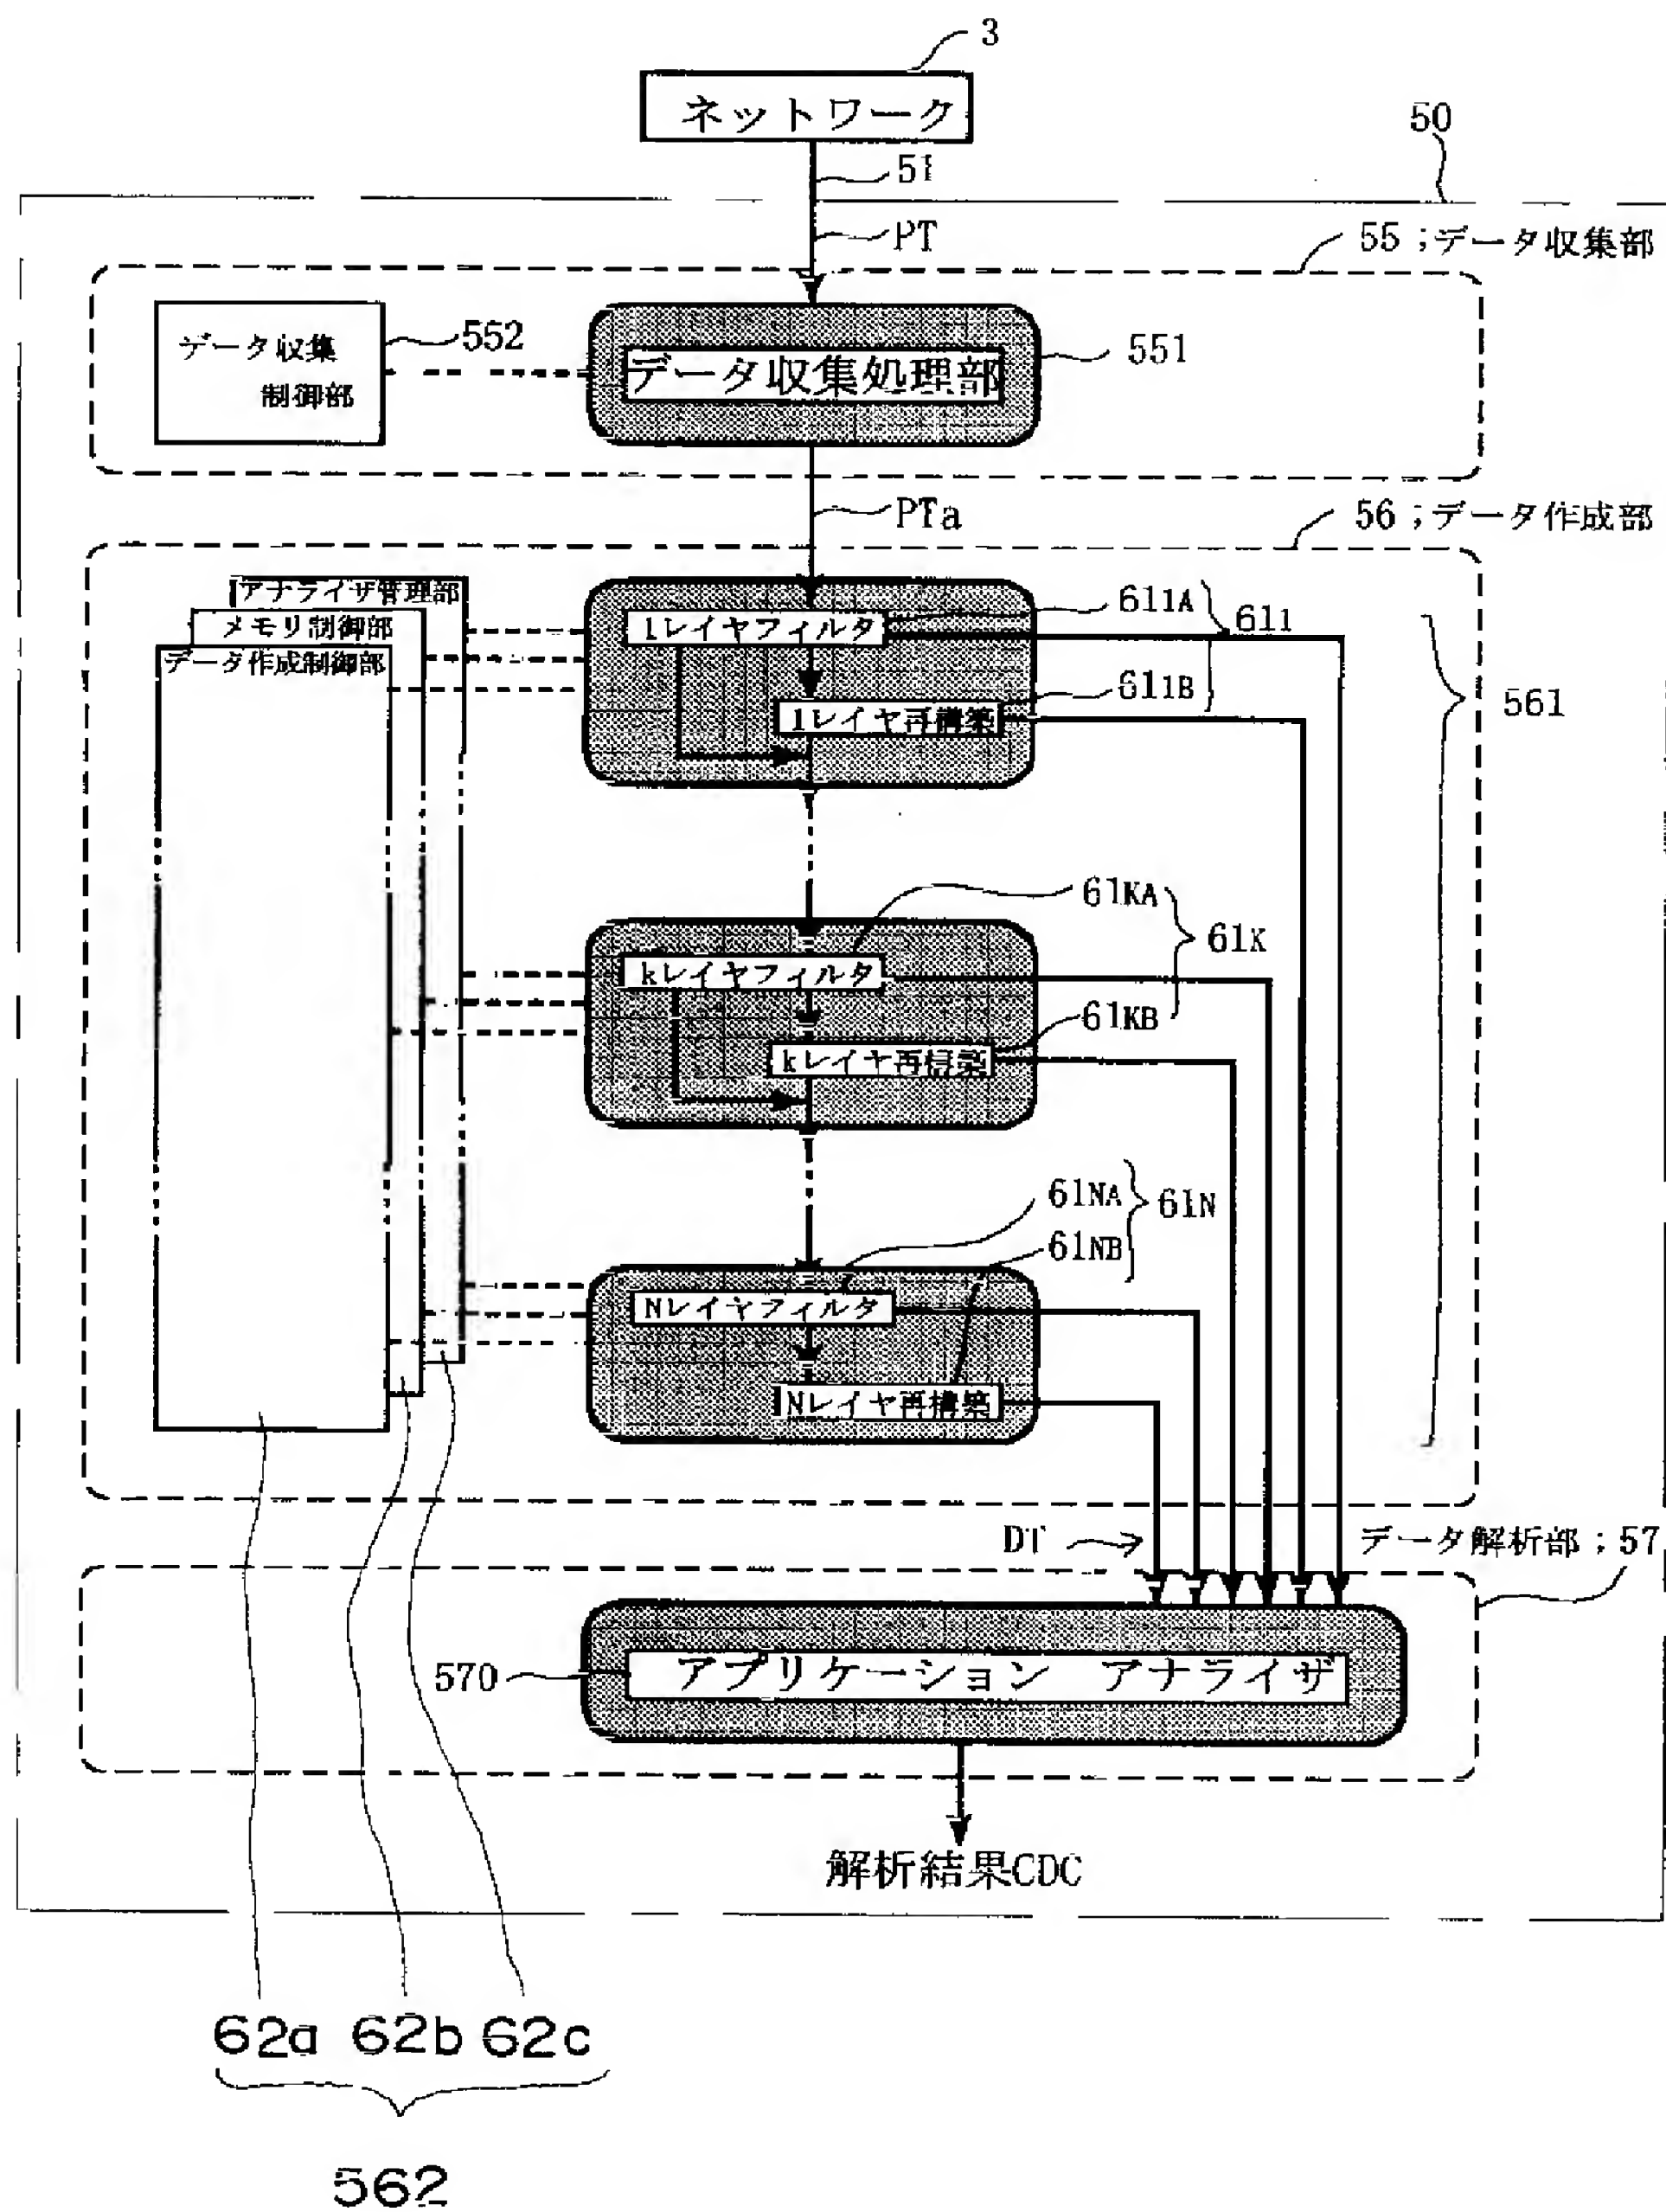 3
ネットワーク
51
50
PT
55 ;データ収集部
データ収集
制御部
552
データ収集処理部
551
PTa
56 ;データ作成部
アナライザ管理部
メモリ制御部
データ作成制御部
1レイヤフィルタ
611A
611
1レイヤ再構築
611B
561
kレイヤフィルタ
61KA
61K
kレイヤ再構築
61KB
61NA
61N
61NB
Nレイヤフィルタ
Nレイヤ再構築
DT
データ解析部 ; 57
570
アプリケーション アナライザ
解析結果CDC
62a 62b 62c
562